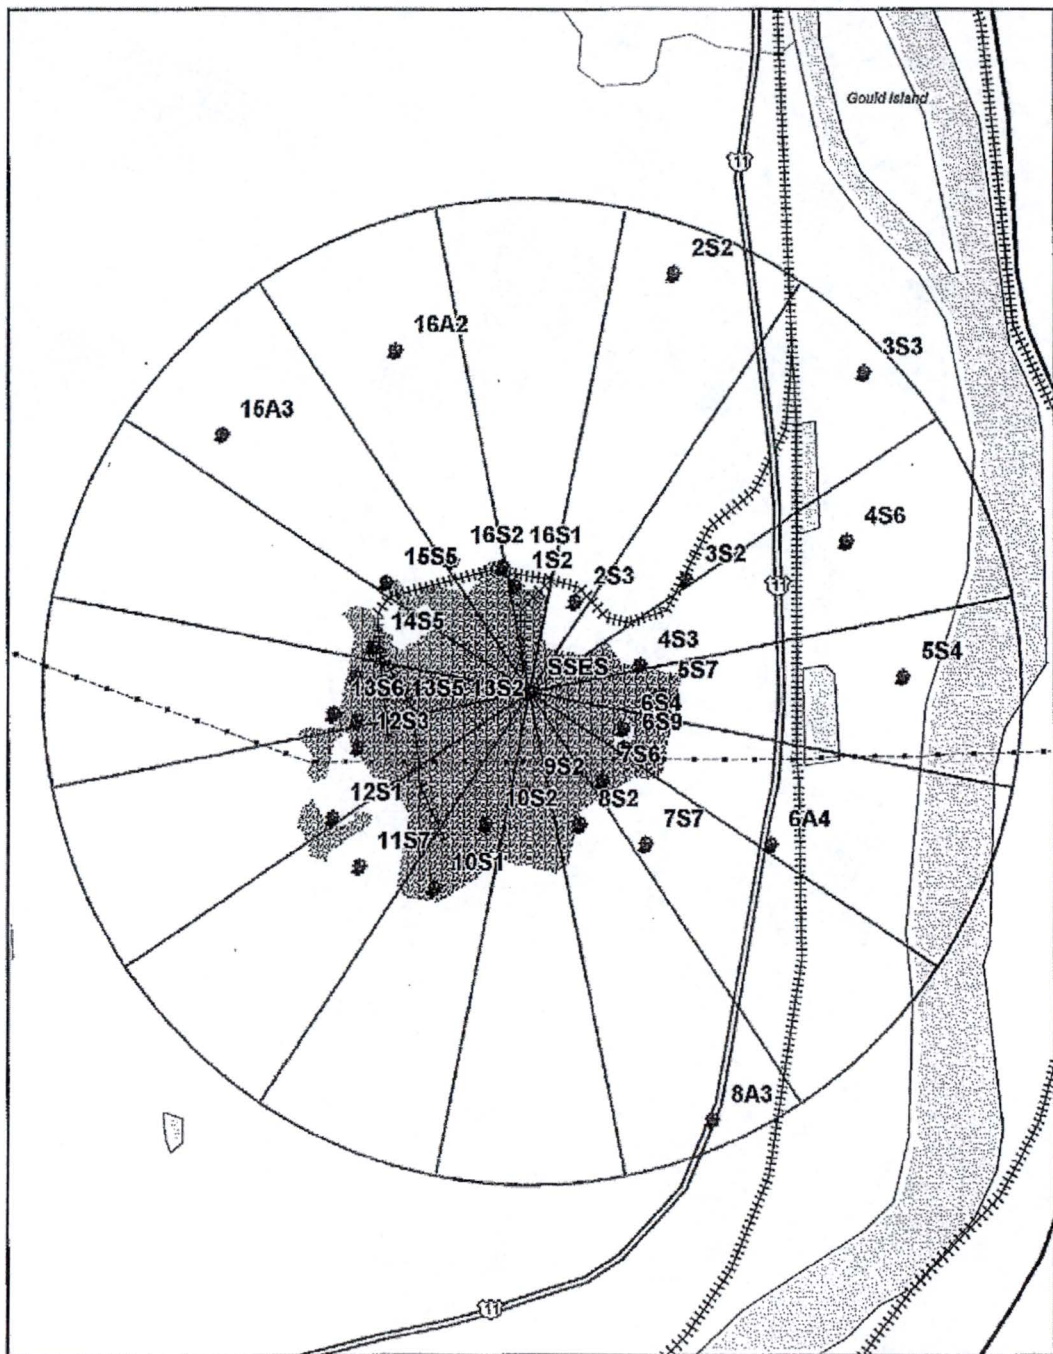 Gould Island
11
2S2
16A2
3S3
15A3
4S6
16S2 16S1
15S5 1S2 3S2
2S3
11
14S5 4S3
SSES 5S7 5S4
13S6 13S5 13S2 6S4
12S3 6S9
9S2 7S6
12S1 10S2 8S2
11S7 7S7 6A4
10S1
8A3
11